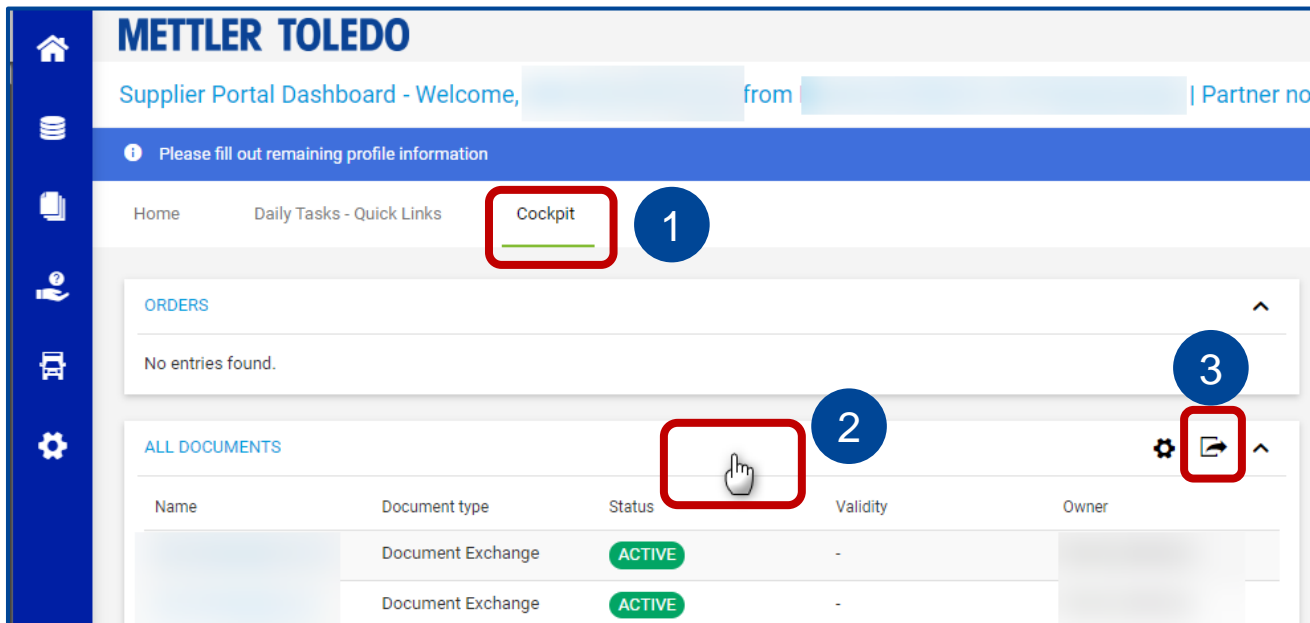 METTLER TOLEDO
Supplier Portal Dashboard - Welcome, from | Partner no
Please fill out remaining profile information
Home Daily Tasks - Quick Links Cockpit 1
ORDERS
No entries found.
3
2
ALL DOCUMENTS
Name Document type Status Validity Owner
Document Exchange ACTIVE -
Document Exchange ACTIVE -